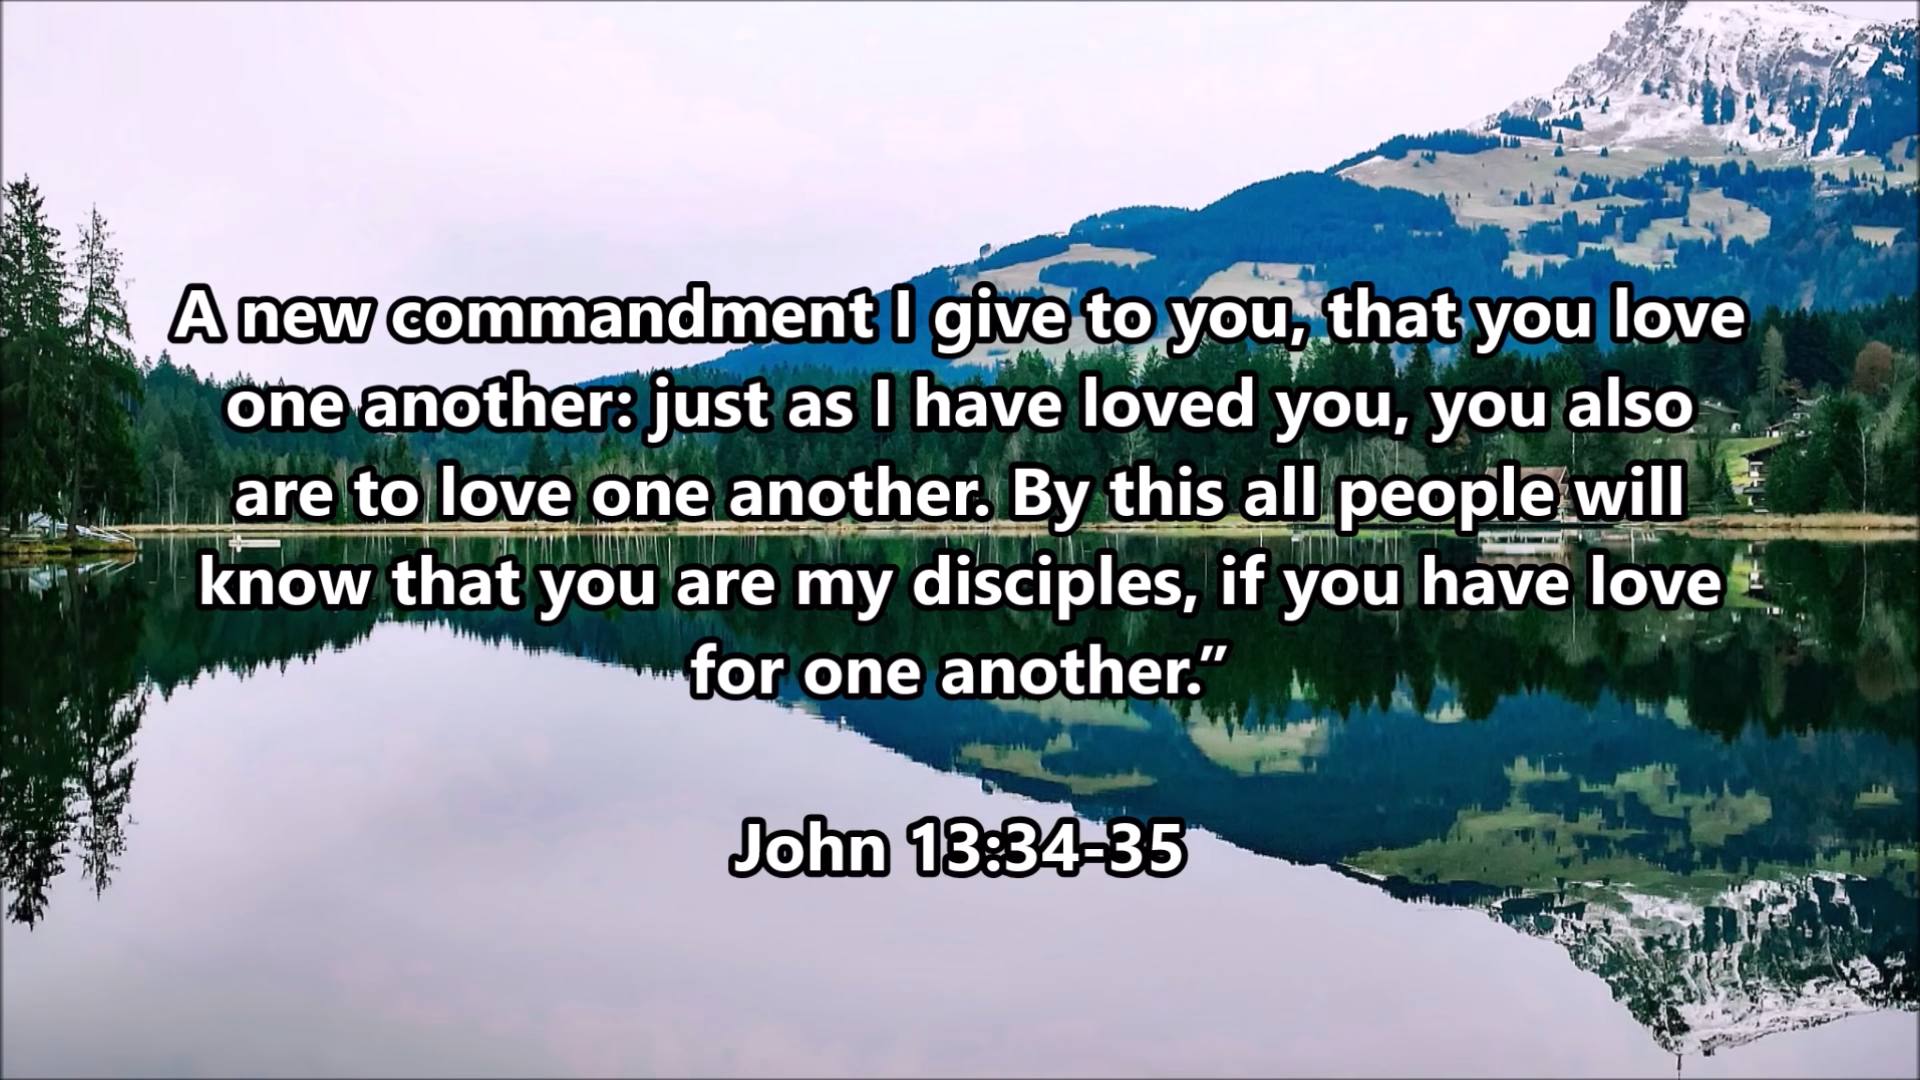 A new commandment I give to you, that you love
one another: just as I have loved you, you also
are to love one another. By this all people will
know that you are my disciples, if you have love
for one another.”
John 13:34-35